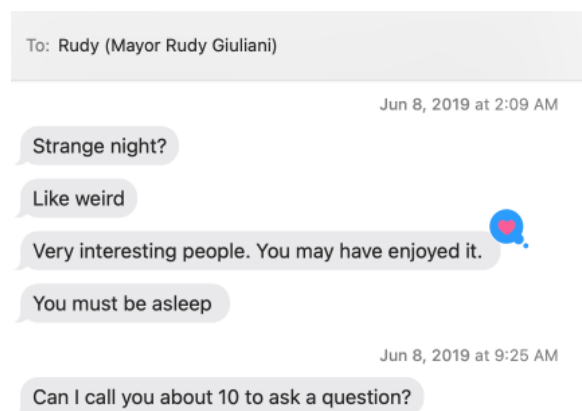 To: Rudy (Mayor Rudy Giuliani)
Jun 8, 2019 at 2:09 AM
Strange night?
Like weird
Very interesting people. You may have enjoyed it.
You must be asleep
Jun 8, 2019 at 9:25 AM
Can I call you about 10 to ask a question?